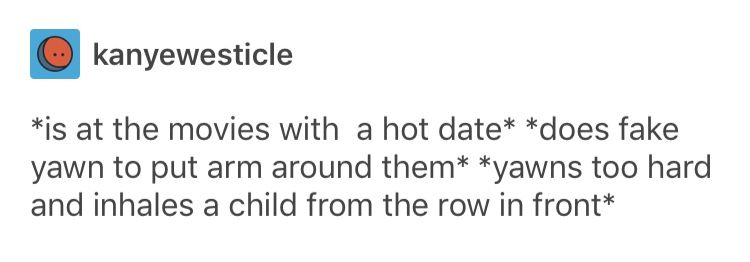 kanyewesticle
*is at the movies with  a hot date* *does fake
yawn to put arm around them* *yawns too hard
and inhales a child from the row in front*